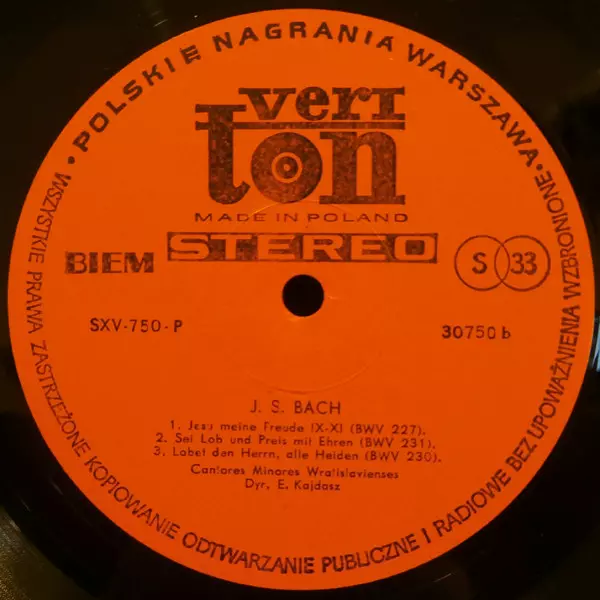 • POLSKIE NAGRANIA WARSZAWA •
veriton
MADE IN POLAND
STEREO
BIEM
S 33
SXV-750-P
30750 b
J. S. BACH
1. Jesu meine Freude IX-XI (BWV 227).
2. Sei Lob und Preis mit Ehren (BWV 231).
3. Lobet den Herrn, alle Heiden (BWV 230).
Cantores Minores Wratislavienses
Dyr. E. Kajdasz
WSZYSTKIE PRAWA ZASTRZEŻONE KOPIOWANIE ODTWARZANIE PUBLICZNE I RADIOWE BEZ UPOWAŻNIENIA WZBRONIONE